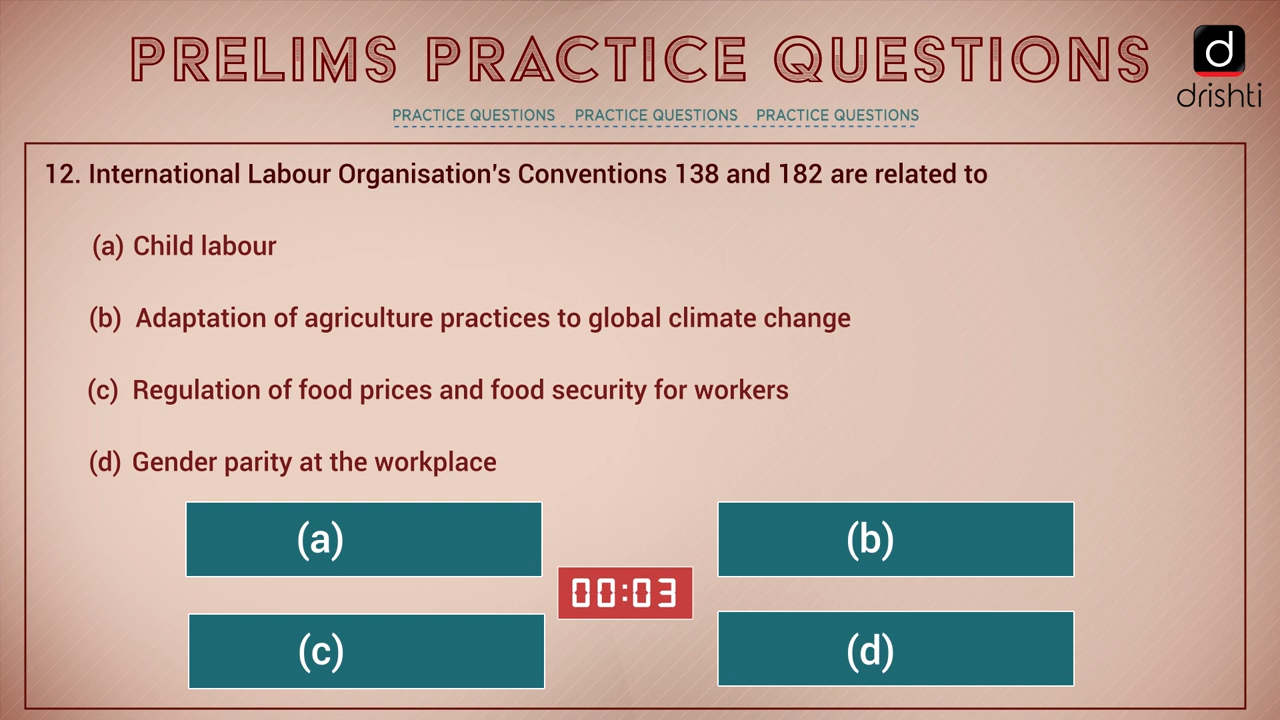 PRELIMS PRACTICE QUESTIONS
d
drishti
PRACTICE QUESTIONS PRACTICE QUESTIONS PRACTICE QUESTIONS
12. International Labour Organisation's Conventions 138 and 182 are related to
(a) Child labour
(b) Adaptation of agriculture practices to global climate change
(c) Regulation of food prices and food security for workers
(d) Gender parity at the workplace
(a)
(b)
00:03
(c)
(d)